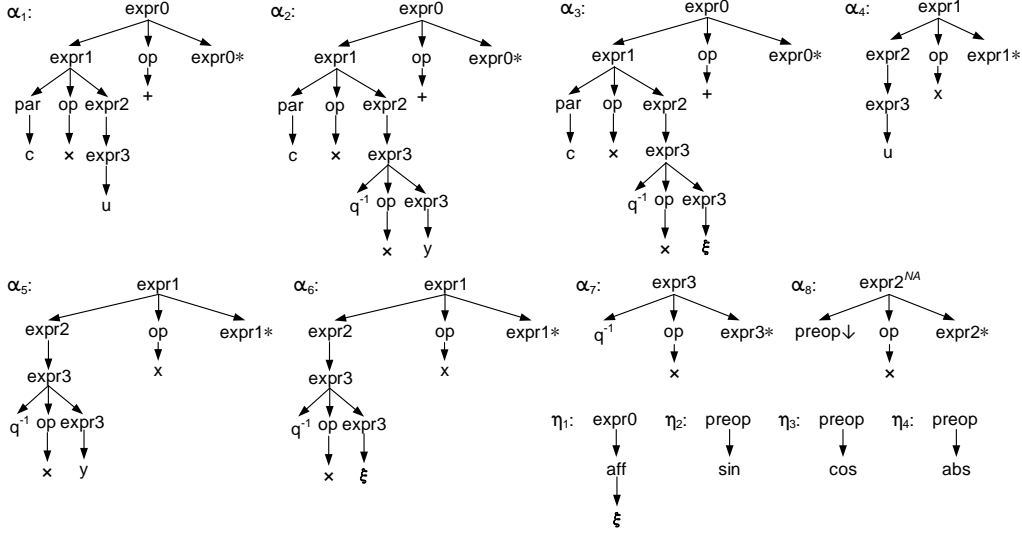 α₁: expr0 α₂: expr0 α₃: expr0 α₄: expr1
expr1 op expr0* expr1 op expr0* expr1 op expr0* expr2 op expr1*
+ + + x
par op expr2 par op expr2 par op expr2 expr3
c × expr3 c × expr3 c × expr3 u
u q⁻¹ op expr3 q⁻¹ op expr3
× y × ξ
α₅: expr1 α₆: expr1 α₇: expr3 α₈: expr2ᴺᴬ
expr2 op expr1* expr2 op expr1* q⁻¹ op expr3* preop↓ op expr2*
expr3 x expr3 x × ×
q⁻¹ op expr3 q⁻¹ op expr3 η₁: expr0 η₂: preop η₃: preop η₄: preop
× y × ξ aff sin cos abs
ξ